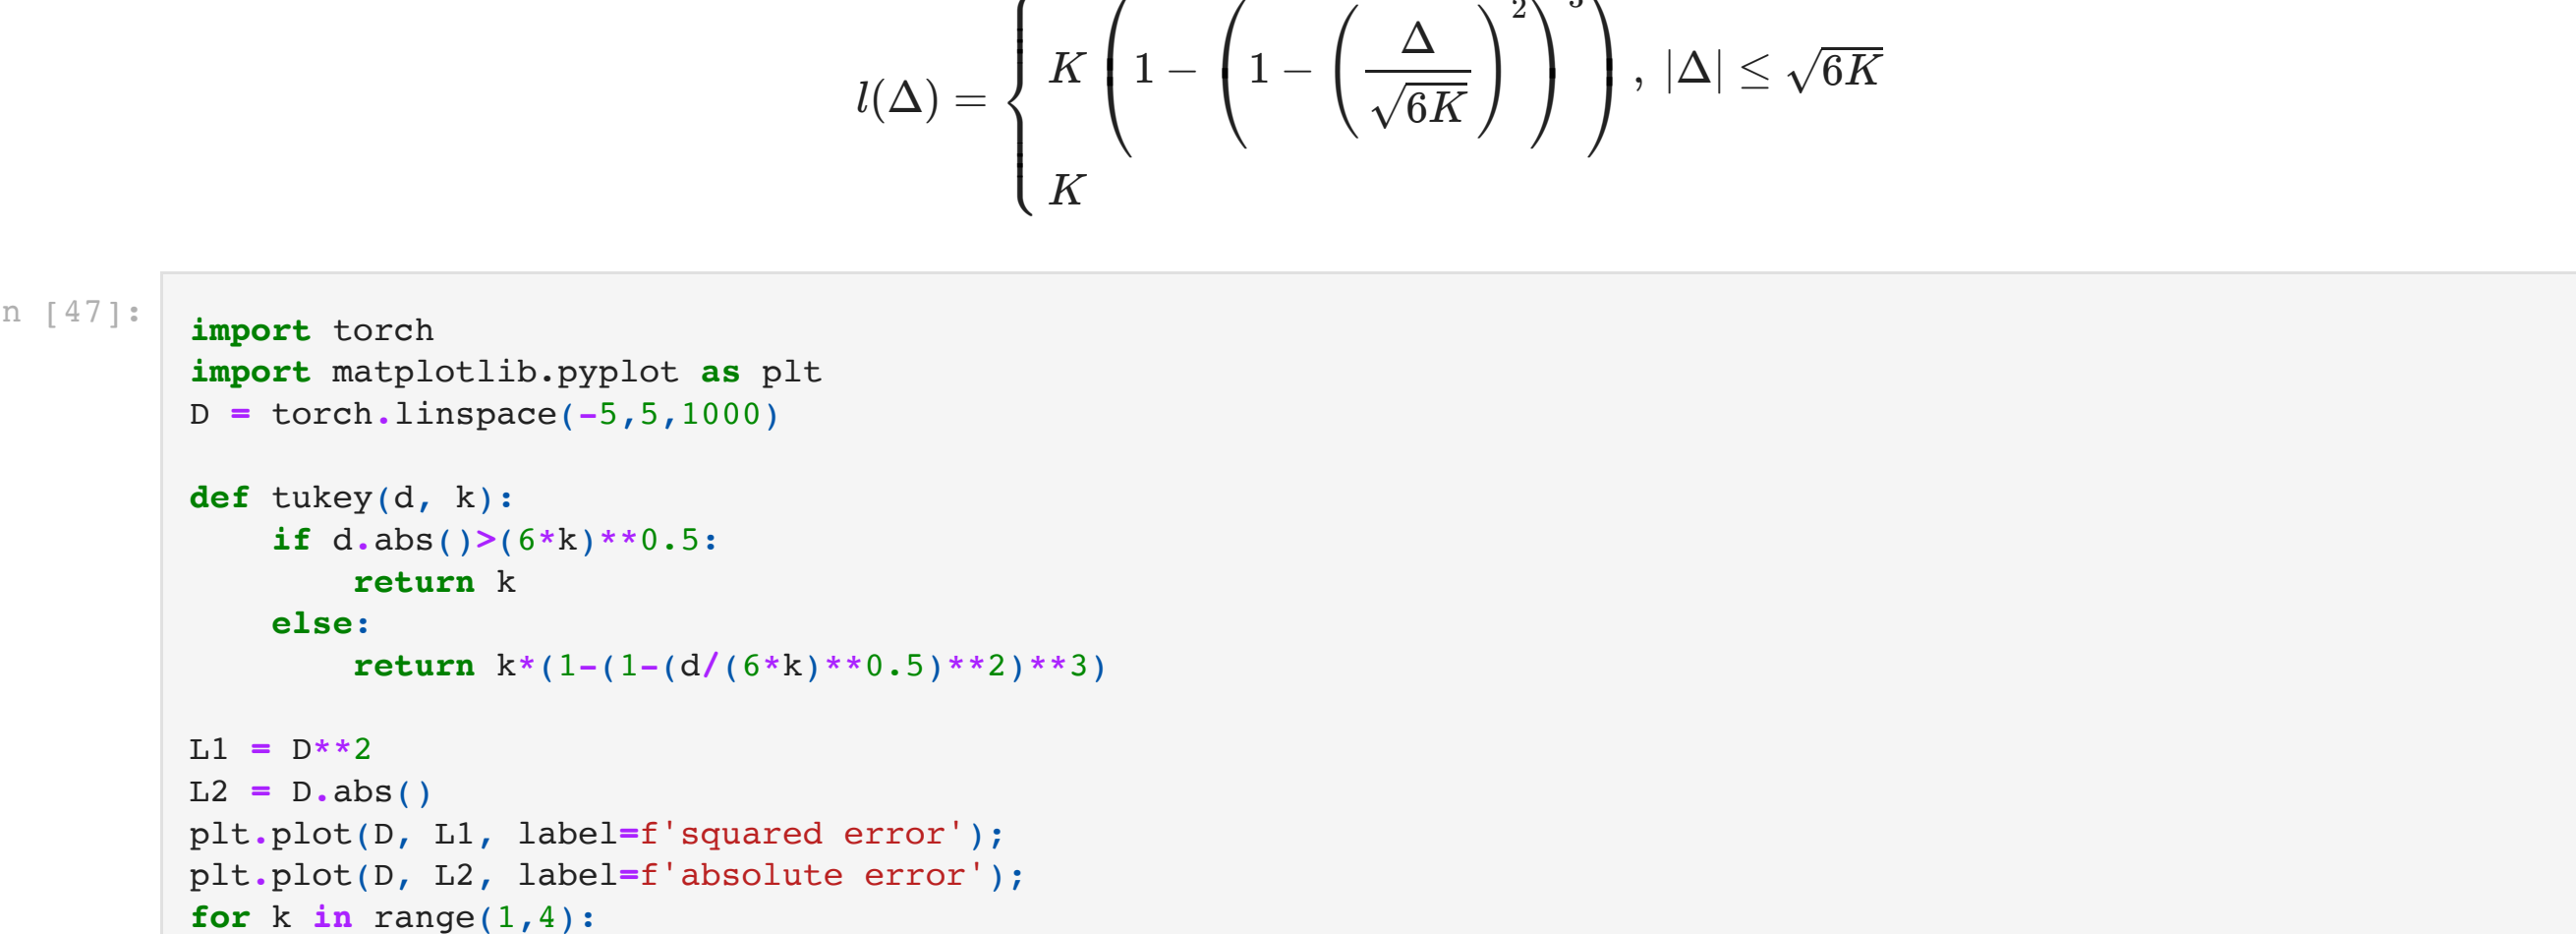 l(Δ) = { K (1 − (1 − (Δ/√6K)^2)^3), |Δ| ≤ √6K
K
n [47]:
import torch
import matplotlib.pyplot as plt
D = torch.linspace(-5,5,1000)
def tukey(d, k):
    if d.abs()>(6*k)**0.5:
        return k
    else:
        return k*(1-(1-(d/(6*k)**0.5)**2)**3)
L1 = D**2
L2 = D.abs()
plt.plot(D, L1, label=f'squared error');
plt.plot(D, L2, label=f'absolute error');
for k in range(1,4):